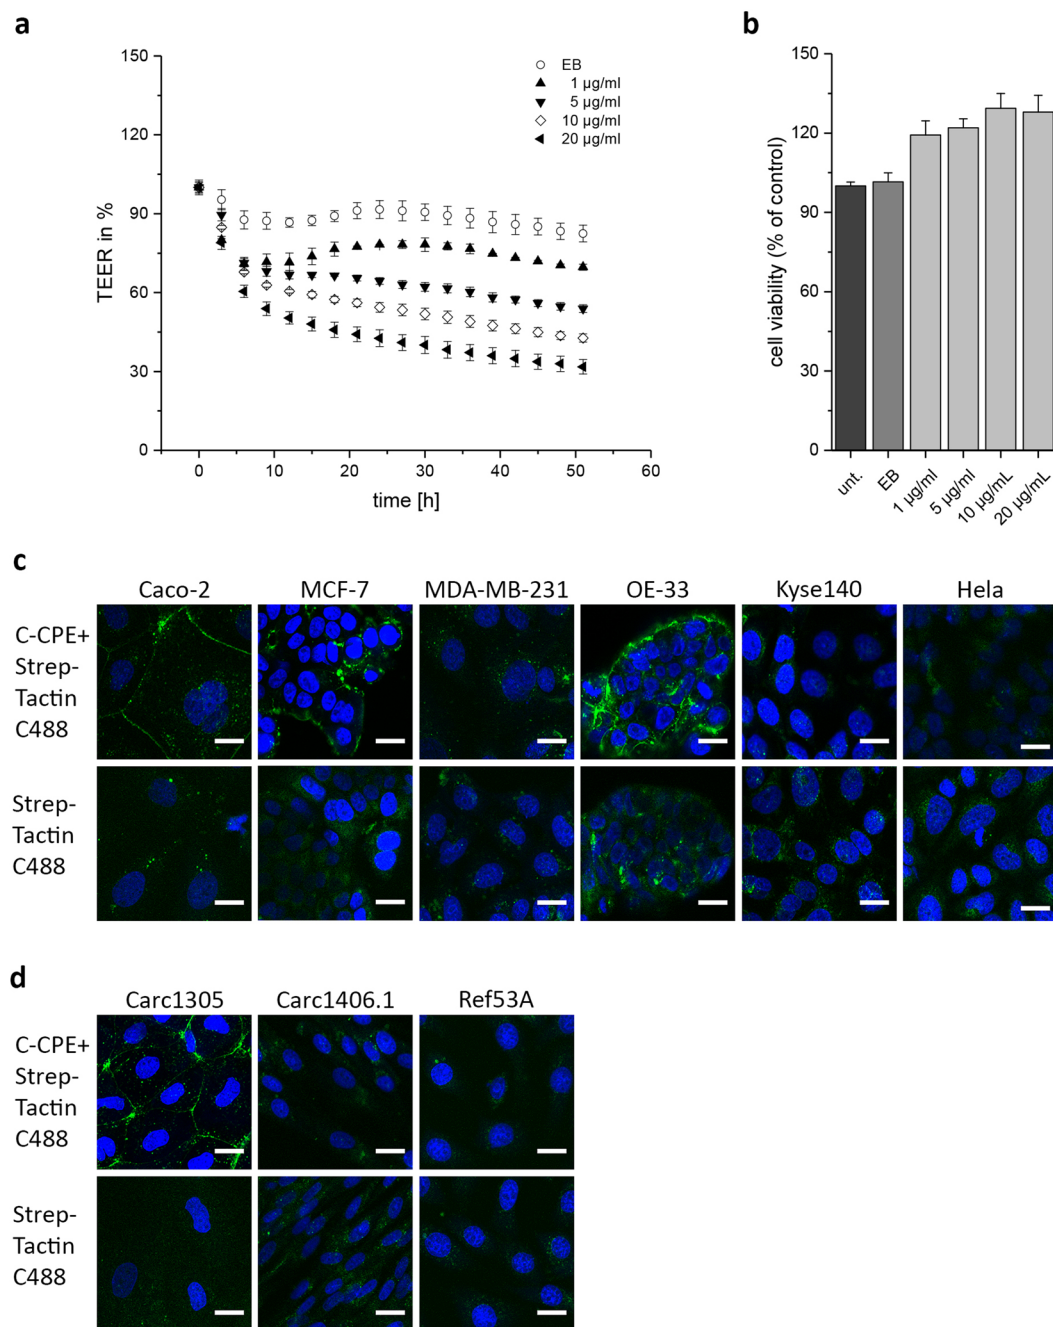 a
150
120
90
60
30
0
TEER in %
0
10
20
30
40
50
60
time [h]
EB
1 µg/ml
5 µg/ml
10 µg/ml
20 µg/ml
b
150
120
90
60
30
0
cell viability (% of control)
unt.
EB
1 µg/ml
5 µg/ml
10 µg/mL
20 µg/mL
c
Caco-2
MCF-7
MDA-MB-231
OE-33
Kyse140
Hela
C-CPE+
Strep-
Tactin
C488
Strep-
Tactin
C488
d
Carc1305
Carc1406.1
Ref53A
C-CPE+
Strep-
Tactin
C488
Strep-
Tactin
C488